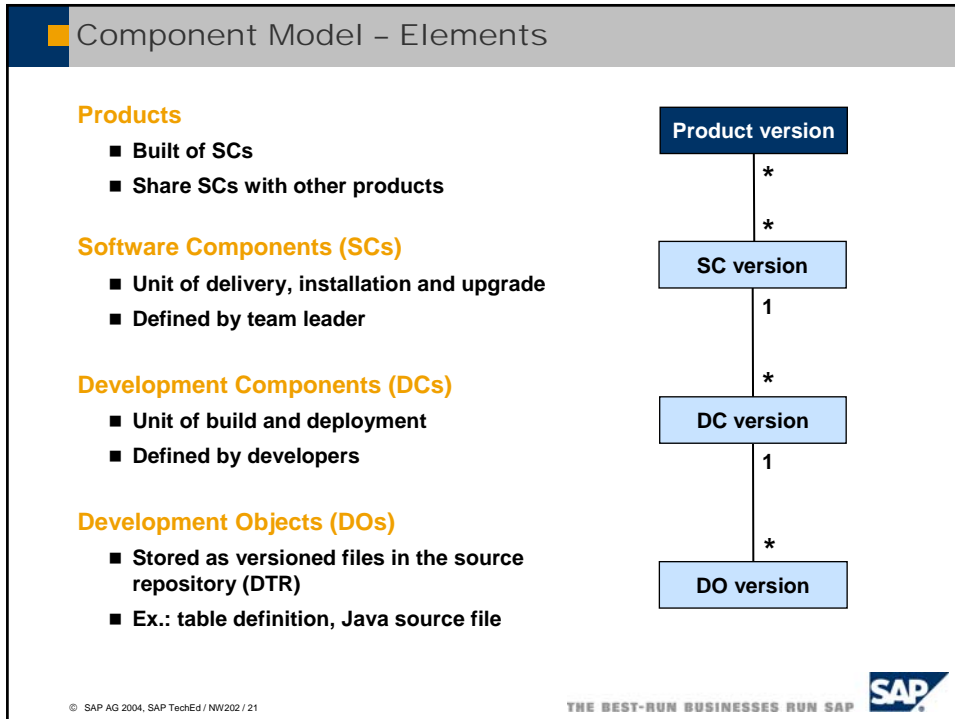 Component Model – Elements
Products
■ Built of SCs
■ Share SCs with other products
Software Components (SCs)
■ Unit of delivery, installation and upgrade
■ Defined by team leader
Development Components (DCs)
■ Unit of build and deployment
■ Defined by developers
Development Objects (DOs)
■ Stored as versioned files in the source
repository (DTR)
■ Ex.: table definition, Java source file
Product version
*
*
SC version
1
*
DC version
1
*
DO version
© SAP AG 2004, SAP TechEd / NW202 / 21
THE BEST-RUN BUSINESSES RUN SAP
SAP